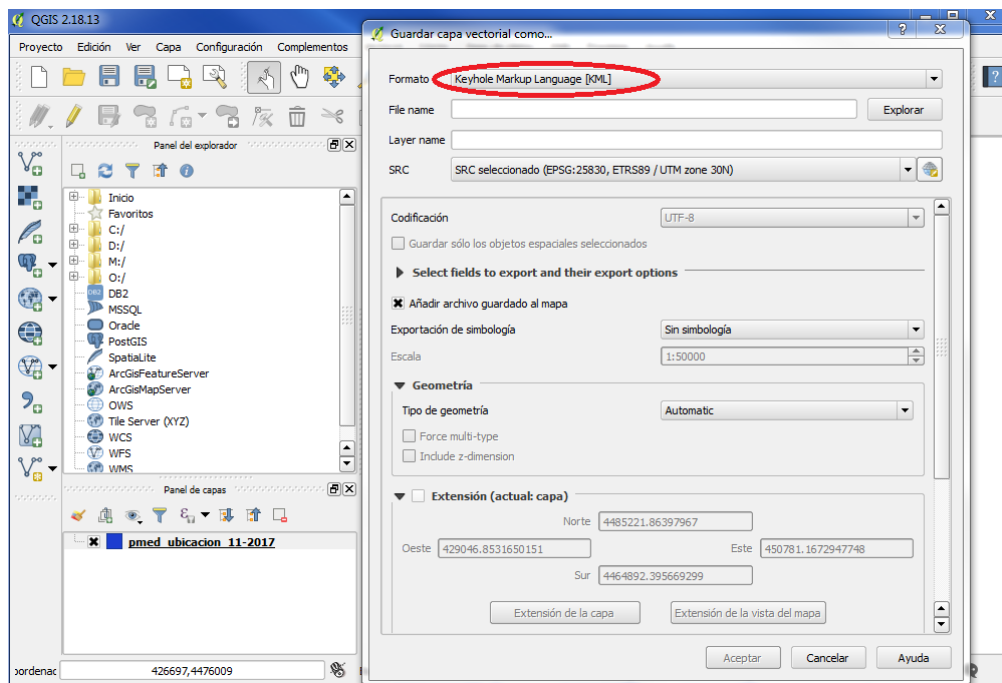 QGIS 2.18.13
Proyecto Edición Ver Capa Configuración Complementos
Panel del explorador
Inicio
Favoritos
C:/
D:/
M:/
O:/
DB2
MSSQL
Oracle
PostGIS
SpatiaLite
ArcGisFeatureServer
ArcGisMapServer
OWS
Tile Server (XYZ)
WCS
WFS
WMS
Panel de capas
pmed_ubicacion_11-2017
oordenac 426697,4476009
Guardar capa vectorial como...
Formato Keyhole Markup Language [KML]
File name Explorar
Layer name
SRC SRC seleccionado (EPSG:25830, ETRS89 / UTM zone 30N)
Codificación UTF-8
Guardar sólo los objetos espaciales seleccionados
Select fields to export and their export options
Añadir archivo guardado al mapa
Exportación de simbología Sin simbología
Escala 1:50000
Geometría
Tipo de geometría Automatic
Force multi-type
Include z-dimension
Extensión (actual: capa)
Norte 4485221.86397967
Oeste 429046.8531650151 Este 450781.1672947748
Sur 4464892.395669299
Extensión de la capa Extensión de la vista del mapa
Aceptar Cancelar Ayuda